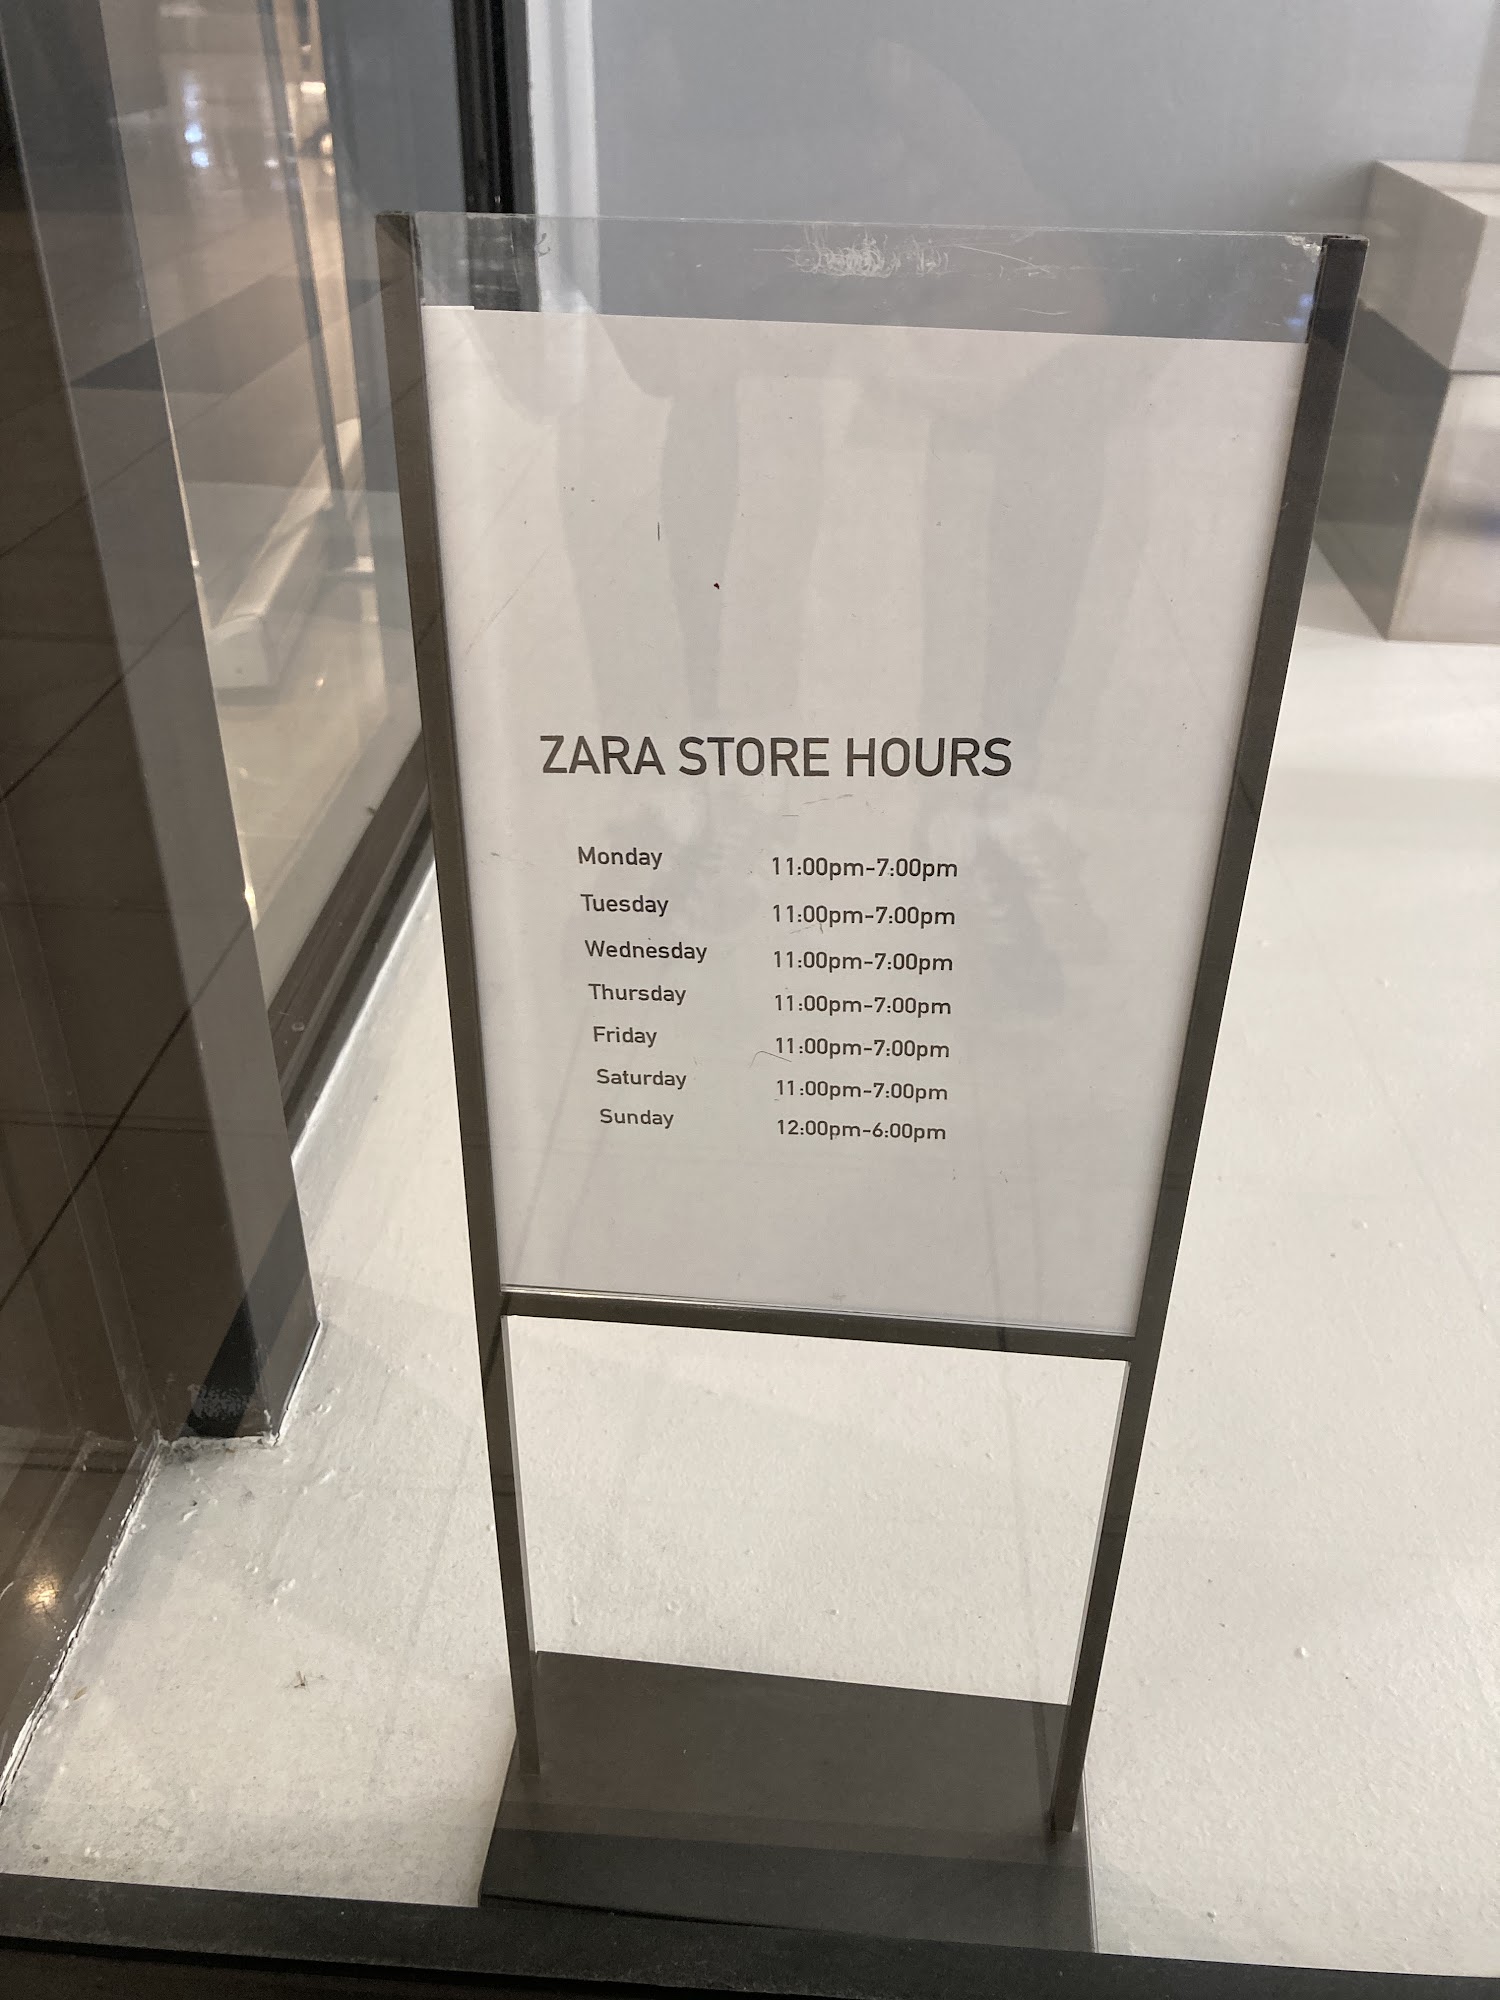 ZARA STORE HOURS
Monday 11:00pm-7:00pm
Tuesday 11:00pm-7:00pm
Wednesday 11:00pm-7:00pm
Thursday 11:00pm-7:00pm
Friday 11:00pm-7:00pm
Saturday 11:00pm-7:00pm
Sunday 12:00pm-6:00pm